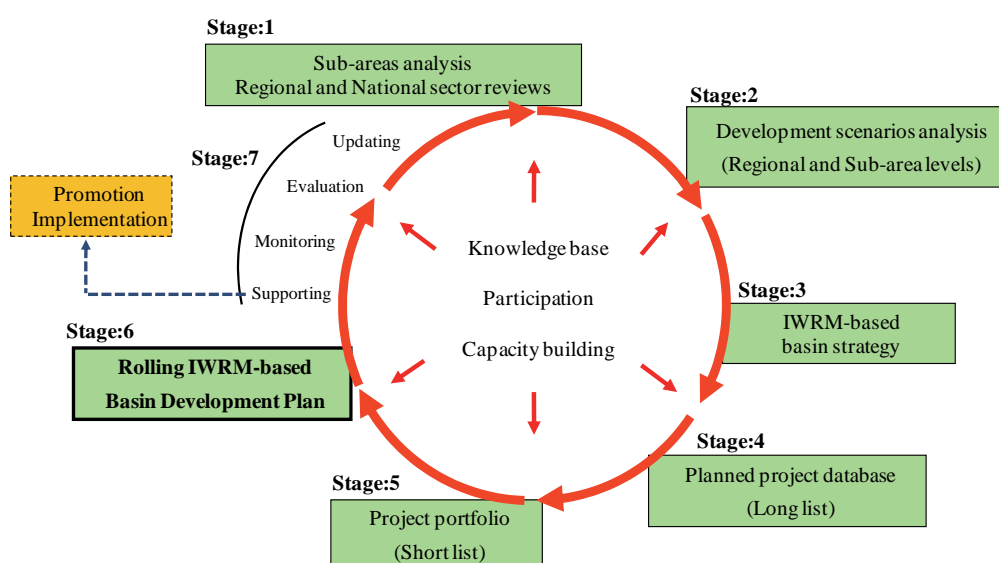 Stage:1
Sub-areas analysis
Regional and National sector reviews
Stage:2
Development scenarios analysis
(Regional and Sub-area levels)
Stage:7
Updating
Evaluation
Monitoring
Supporting
Promotion
Implementation
Knowledge base
Participation
Capacity building
Stage:3
IWRM-based
basin strategy
Stage:6
Rolling IWRM-based
Basin Development Plan
Stage:4
Planned project database
(Long list)
Stage:5
Project portfolio
(Short list)